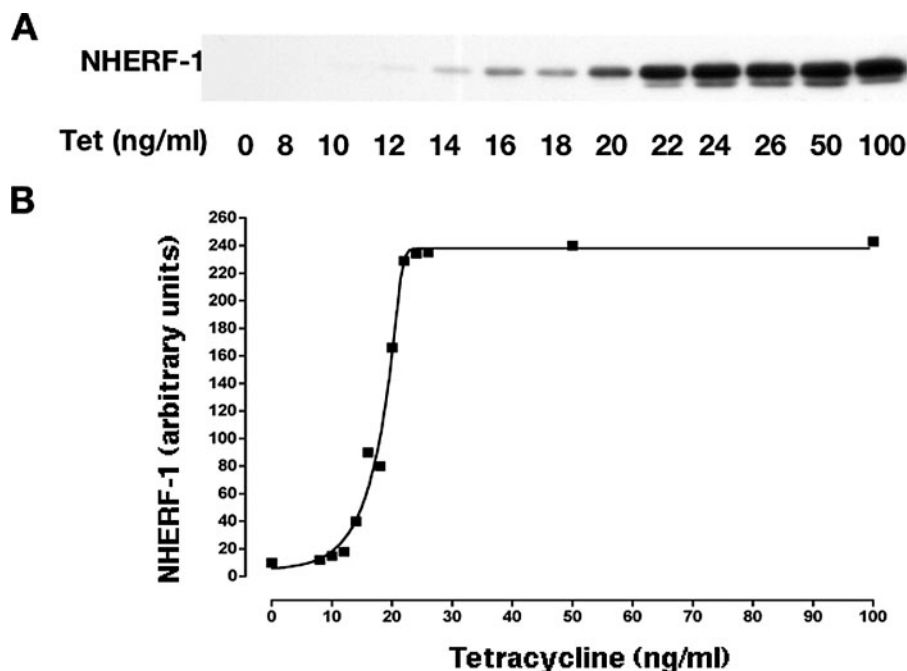 A
NHERF-1
Tet (ng/ml) 0 8 10 12 14 16 18 20 22 24 26 50 100
B
NHERF-1 (arbitrary units)
260
240
220
200
180
160
140
120
100
80
60
40
20
0
0 10 20 30 40 50 60 70 80 90 100
Tetracycline (ng/ml)